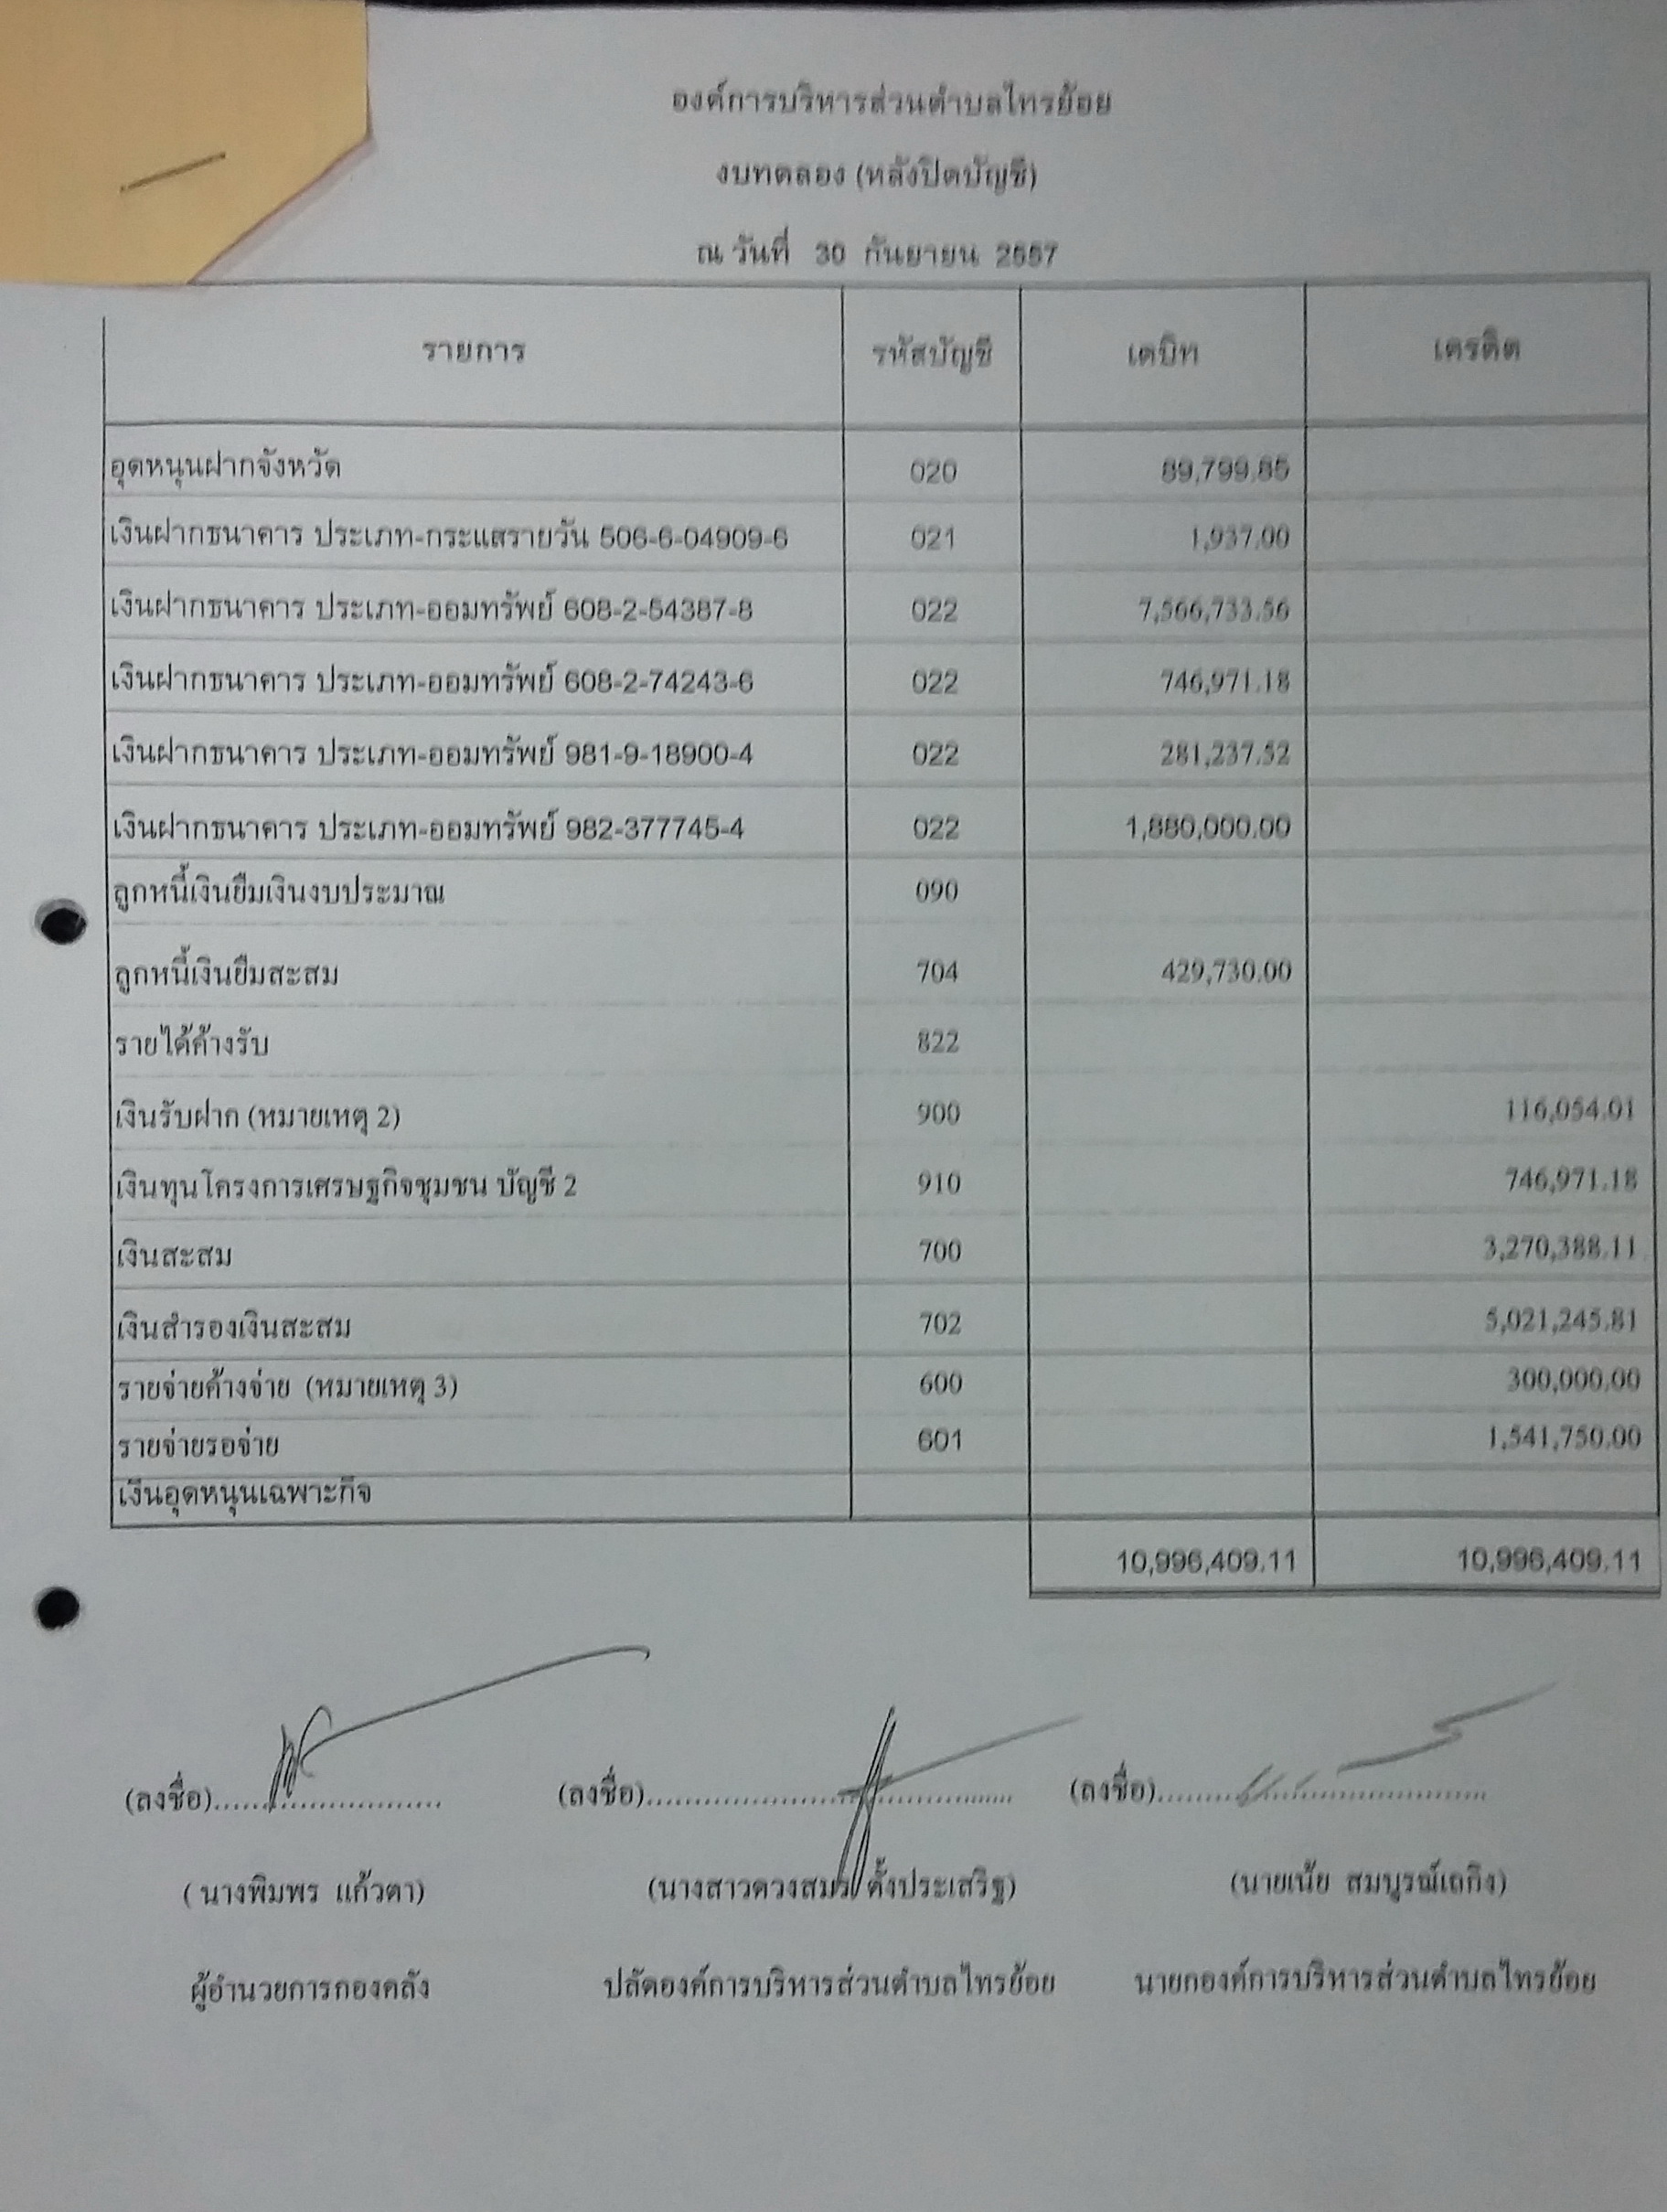 องค์การบริหารส่วนตำบลไทรย้อย
งบทดลอง (หลังปิดบัญชี)
ณ วันที่ 30 กันยายน 2557
รายการ รหัสบัญชี เดบิท เครดิต
อุดหนุนฝากจังหวัด 020 89,799.85
เงินฝากธนาคาร ประเภท-กระแสรายวัน 506-6-04909-6 021 1,937.00
เงินฝากธนาคาร ประเภท-ออมทรัพย์ 608-2-54387-8 022 7,566,733.56
เงินฝากธนาคาร ประเภท-ออมทรัพย์ 608-2-74243-6 022 746,971.18
เงินฝากธนาคาร ประเภท-ออมทรัพย์ 981-9-18900-4 022 281,237.52
เงินฝากธนาคาร ประเภท-ออมทรัพย์ 982-377745-4 022 1,880,000.00
ลูกหนี้เงินยืมเงินงบประมาณ 090
ลูกหนี้เงินยืมสะสม 704 429,730.00
รายได้ค้างรับ 822
เงินรับฝาก (หมายเหตุ 2) 900 116,054.01
เงินทุนโครงการเศรษฐกิจชุมชน บัญชี 2 910 746,971.18
เงินสะสม 700 3,270,388.11
เงินสำรองเงินสะสม 702 5,021,245.81
รายจ่ายค้างจ่าย (หมายเหตุ 3) 600 300,000.00
รายจ่ายรอจ่าย 601 1,541,750.00
เงินอุดหนุนเฉพาะกิจ
10,996,409.11 10,996,409.11
(ลงชื่อ)........................ (ลงชื่อ)........................ (ลงชื่อ)........................
( นางพิมพร แก้วตา) (นางสาวดวงสมร ตั้งประเสริฐ) (นายเนัย สมบูรณ์เถกิง)
ผู้อำนวยการกองคลัง ปลัดองค์การบริหารส่วนตำบลไทรย้อย นายกองค์การบริหารส่วนตำบลไทรย้อย